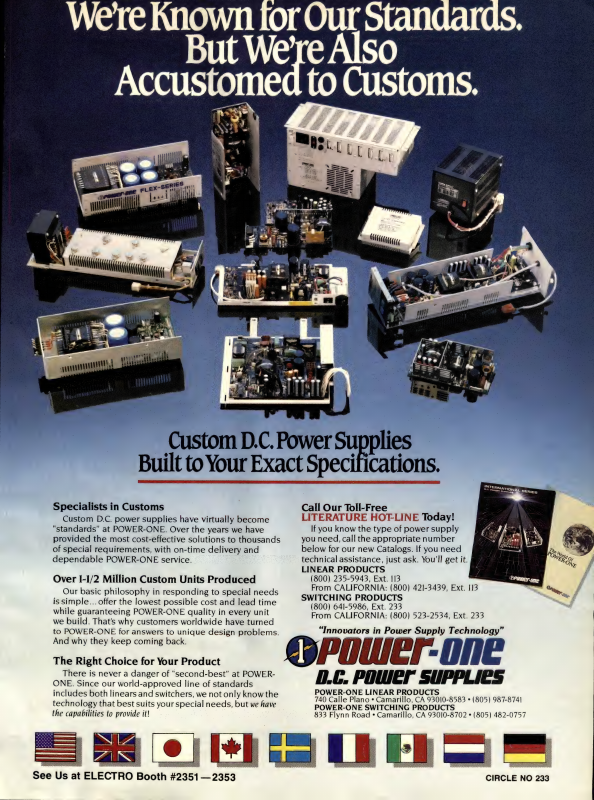 We're Known for Our Standards.
But We're Also
Accustomed to Customs.
POWER-ONE FLEX-SERIES
Custom D.C. Power Supplies
Built to Your Exact Specifications.
Specialists in Customs
Custom D.C. power supplies have virtually become
"standards" at POWER-ONE. Over the years we have
provided the most cost-effective solutions to thousands
of special requirements, with on-time delivery and
dependable POWER-ONE service.
Over 1-1/2 Million Custom Units Produced
Our basic philosophy in responding to special needs
is simple...offer the lowest possible cost and lead time
while guaranteeing POWER-ONE quality in every unit
we build. That's why customers worldwide have turned
to POWER-ONE for answers to unique design problems.
And why they keep coming back.
The Right Choice for Your Product
There is never a danger of "second-best" at POWER-
ONE. Since our world-approved line of standards
includes both linears and switchers, we not only know the
technology that best suits your special needs, but we have
the capabilities to provide it!
Call Our Toll-Free
LITERATURE HOT-LINE Today!
If you know the type of power supply
you need, call the appropriate number
below for our new Catalogs. If you need
technical assistance, just ask. You'll get it.
LINEAR PRODUCTS
(800) 235-5943, Ext. 113
From CALIFORNIA: (800) 421-3439, Ext. 113
SWITCHING PRODUCTS
(800) 641-5986, Ext. 233
From CALIFORNIA: (800) 523-2534, Ext. 233
INTERNATIONAL SERIES
POWER-ONE
POWER-ONE
"Innovators in Power Supply Technology"
POWER-ONE
D.C. POWER SUPPLIES
POWER-ONE LINEAR PRODUCTS
740 Calle Plano • Camarillo, CA 93010-8583 • (805) 987-8741
POWER-ONE SWITCHING PRODUCTS
833 Flynn Road • Camarillo, CA 93010-8702 • (805) 482-0757
See Us at ELECTRO Booth #2351—2353
CIRCLE NO 233